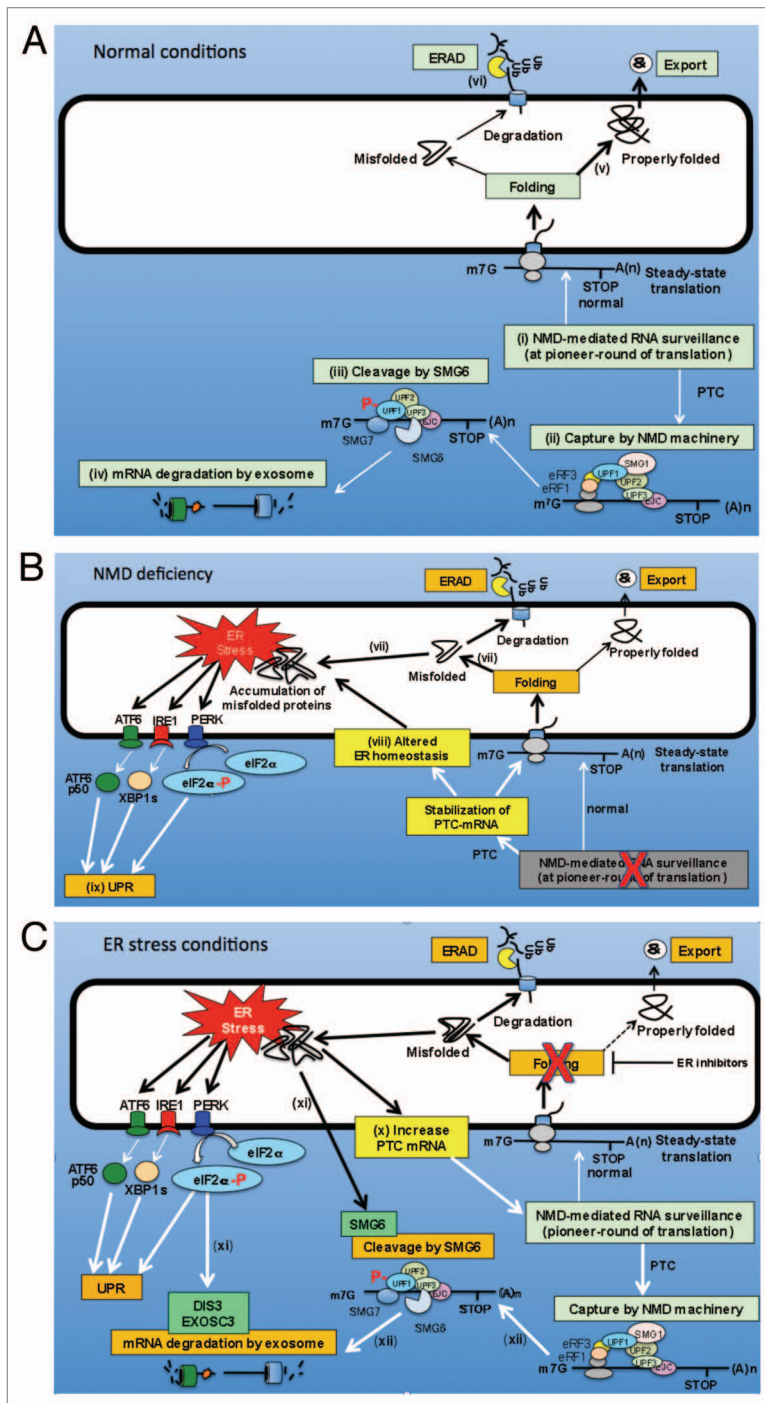 A
Normal conditions
ERAD
(vi)
Ub
Ub
Ub
&
Export
Degradation
Misfolded
(v)
Properly folded
Folding
m7G
A(n)
STOP
normal
Steady-state
translation
(i) NMD-mediated RNA surveillance
(at pioneer-round of translation)
PTC
(iii) Cleavage by SMG6
P-
UPF2
UPF1
UPF3
EJC
m7G
(A)n
STOP
SMG7
SMG6
(ii) Capture by NMD machinery
SMG1
eRF3
UPF1
UPF2
eRF1
UPF3
EJC
m7G
(A)n
STOP
(iv) mRNA degradation by exosome
B
NMD deficiency
ERAD
Ub
Ub
Ub
&
Export
ER
Stress
Degradation
(vii)
Misfolded
(vii)
Properly folded
Folding
Accumulation of
misfolded proteins
ATF6
IRE1
PERK
(viii) Altered
ER homeostasis
m7G
A(n)
STOP
Steady-state
translation
eIF2α
ATF6
p50
XBP1s
eIF2α-P
Stabilization of
PTC-mRNA
normal
PTC
NMD-mediated RNA surveillance
(at pioneer-round of translation)
(ix) UPR
C
ER stress conditions
ERAD
Ub
Ub
Ub
&
Export
ER
Stress
Degradation
Misfolded
Properly folded
Folding
ER inhibitors
(xi)
ATF6
IRE1
PERK
(x) Increase
PTC mRNA
m7G
A(n)
STOP
normal
Steady-state
translation
eIF2α
ATF6
p50
XBP1s
eIF2α-P
(xi)
SMG6
Cleavage by SMG6
NMD-mediated RNA surveillance
(pioneer-round of translation)
PTC
UPR
P-
UPF2
UPF1
UPF3
EJC
m7G
STOP
SMG7
SMG6
DIS3
EXOSC3
mRNA degradation by exosome
(xii)
(xii)
Capture by NMD machinery
SMG1
eRF3
UPF1
UPF2
eRF1
UPF3
EJC
m7G
(A)n
STOP